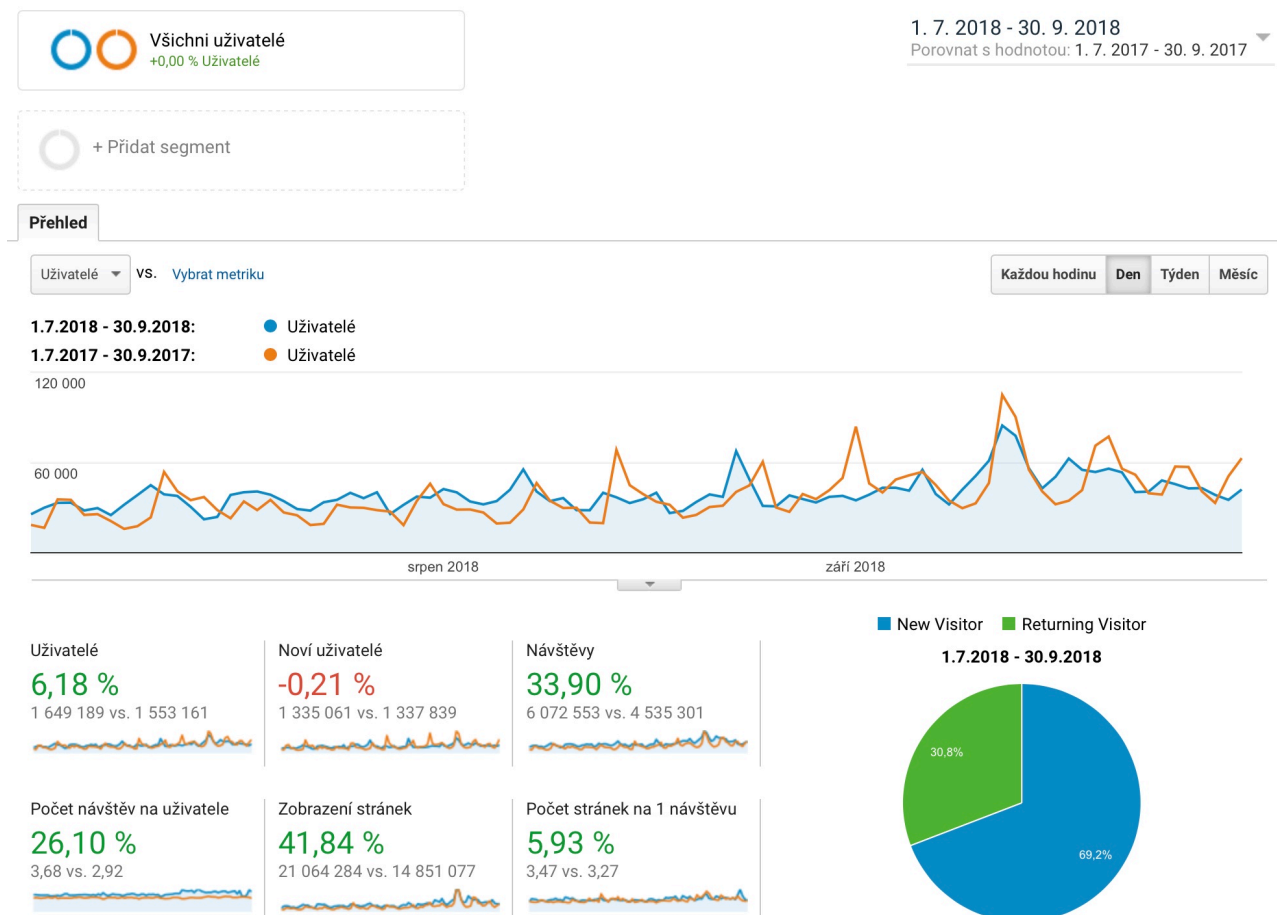 Všichni uživatelé
+0,00 % Uživatelé
1. 7. 2018 - 30. 9. 2018
Porovnat s hodnotou: 1. 7. 2017 - 30. 9. 2017
+ Přidat segment
Přehled
Uživatelé vs. Vybrat metriku
Každou hodinu Den Týden Měsíc
1.7.2018 - 30.9.2018: Uživatelé
1.7.2017 - 30.9.2017: Uživatelé
120 000
60 000
srpen 2018 září 2018
Uživatelé
6,18 %
1 649 189 vs. 1 553 161
Noví uživatelé
-0,21 %
1 335 061 vs. 1 337 839
Návštěvy
33,90 %
6 072 553 vs. 4 535 301
Počet návštěv na uživatele
26,10 %
3,68 vs. 2,92
Zobrazení stránek
41,84 %
21 064 284 vs. 14 851 077
Počet stránek na 1 návštěvu
5,93 %
3,47 vs. 3,27
New Visitor Returning Visitor
1.7.2018 - 30.9.2018
30,8%
69,2%